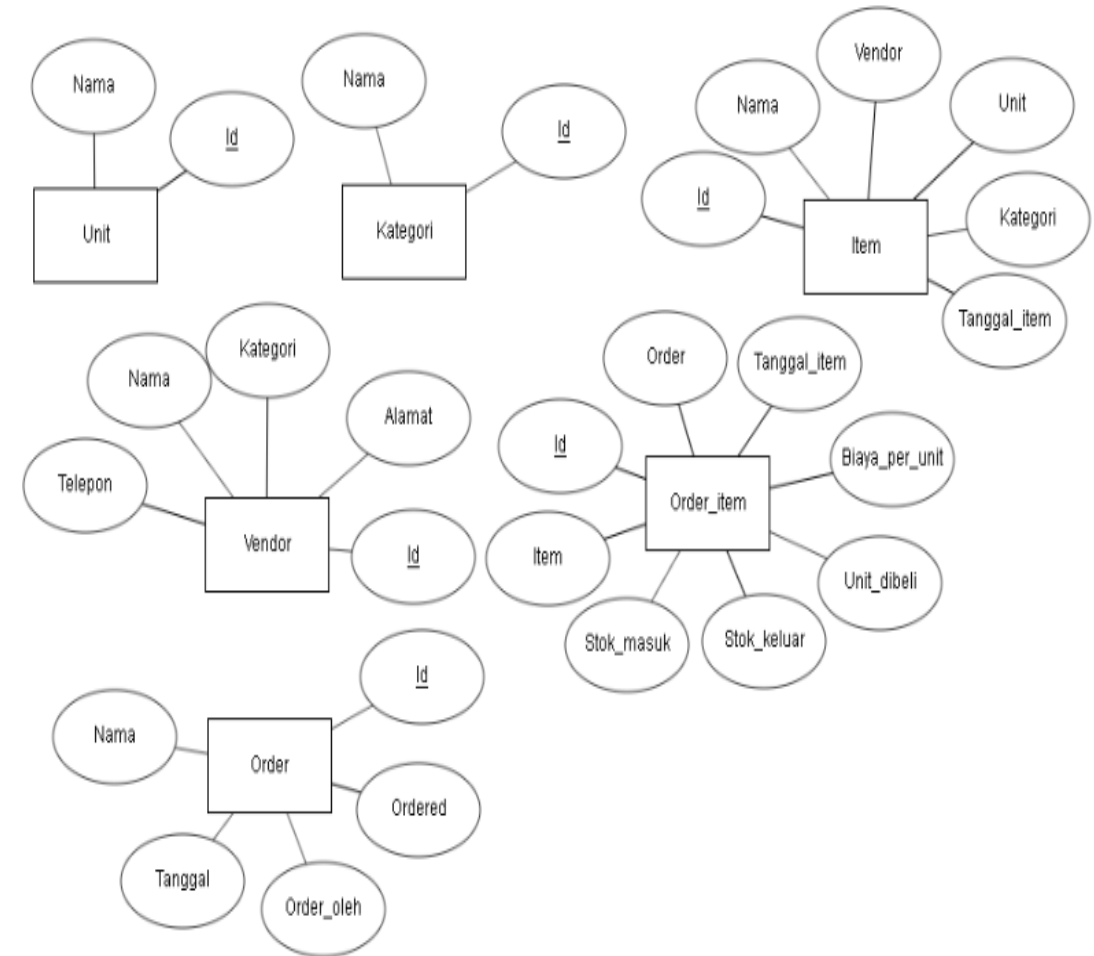 Nama
Id
Unit
Nama
Id
Kategori
Vendor
Nama
Unit
Id
Kategori
Item
Tanggal_item
Kategori
Nama
Alamat
Telepon
Vendor
Id
Order
Tanggal_item
Id
Biaya_per_unit
Order_item
Item
Unit_dibeli
Stok_masuk
Stok_keluar
Id
Nama
Order
Ordered
Tanggal
Order_oleh